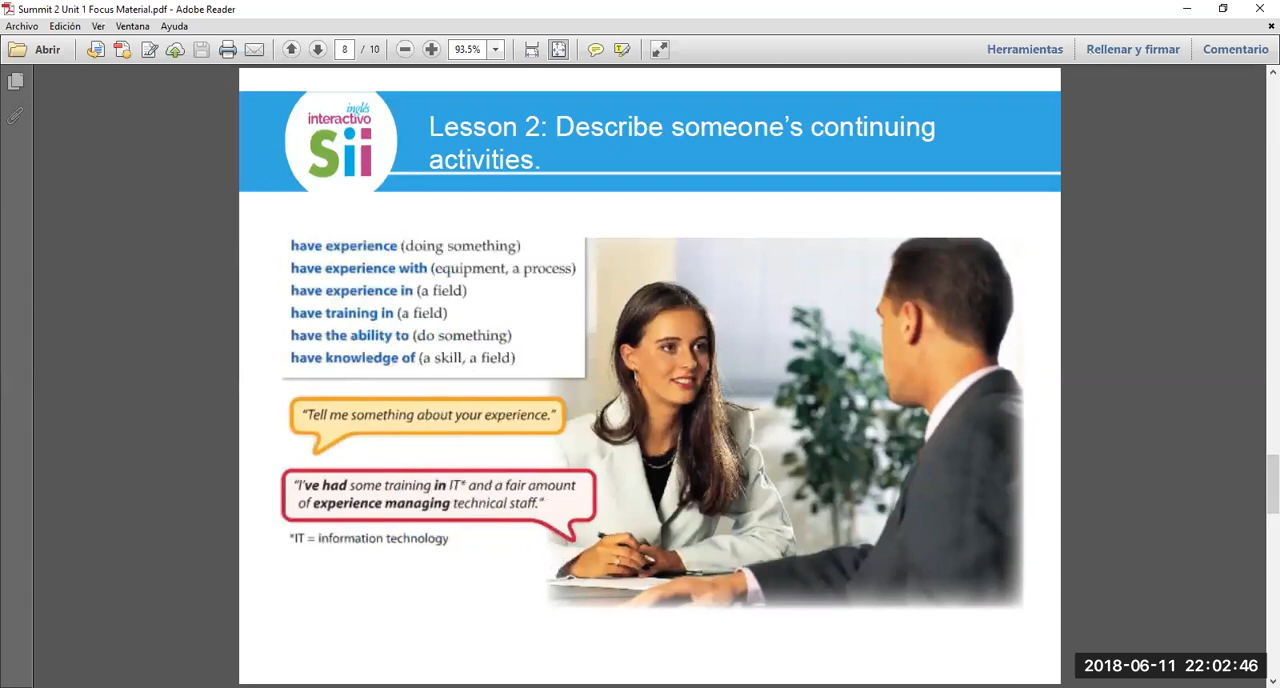 Summit 2 Unit 1 Focus Material.pdf - Adobe Reader
Archivo Edición Ver Ventana Ayuda
Abrir 8 / 10 93.5% Herramientas Rellenar y firmar Comentario
inglés
interactivo
Sii
Lesson 2: Describe someone's continuing
activities.
have experience (doing something)
have experience with (equipment, a process)
have experience in (a field)
have training in (a field)
have the ability to (do something)
have knowledge of (a skill, a field)
"Tell me something about your experience."
"I've had some training in IT* and a fair amount
of experience managing technical staff."
*IT = information technology
2018-06-11 22:02:46